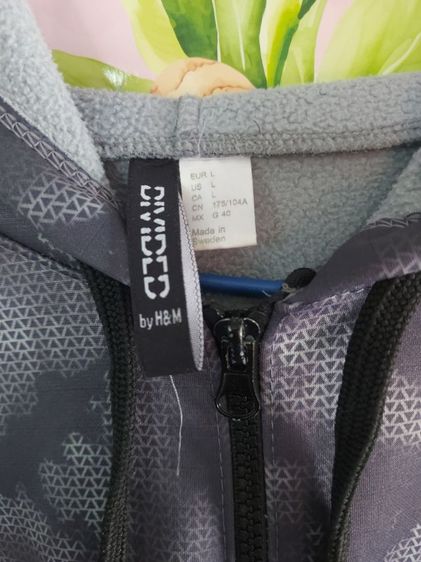 DIVIDED
by H&M
EUR L
US L
CA L
CN 175/104A
MX G 40
Made in
Sweden